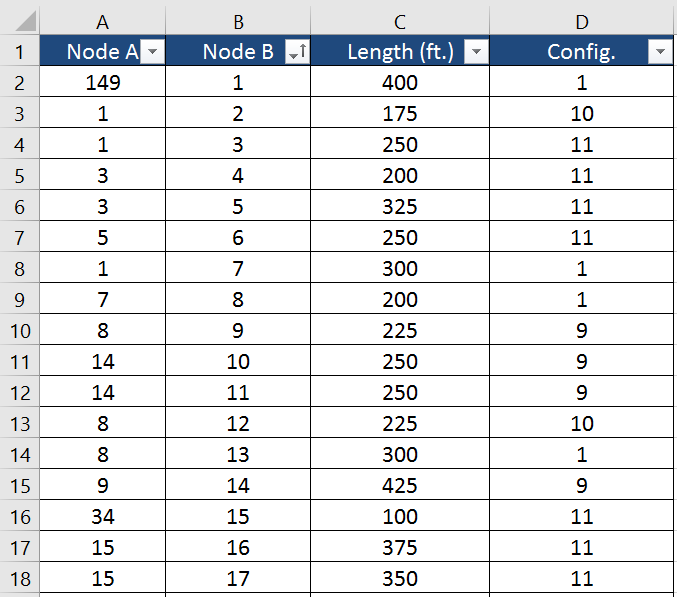 A B C D
1 Node A Node B Length (ft.) Config.
2 149 1 400 1
3 1 2 175 10
4 1 3 250 11
5 3 4 200 11
6 3 5 325 11
7 5 6 250 11
8 1 7 300 1
9 7 8 200 1
10 8 9 225 9
11 14 10 250 9
12 14 11 250 9
13 8 12 225 10
14 8 13 300 1
15 9 14 425 9
16 34 15 100 11
17 15 16 375 11
18 15 17 350 11